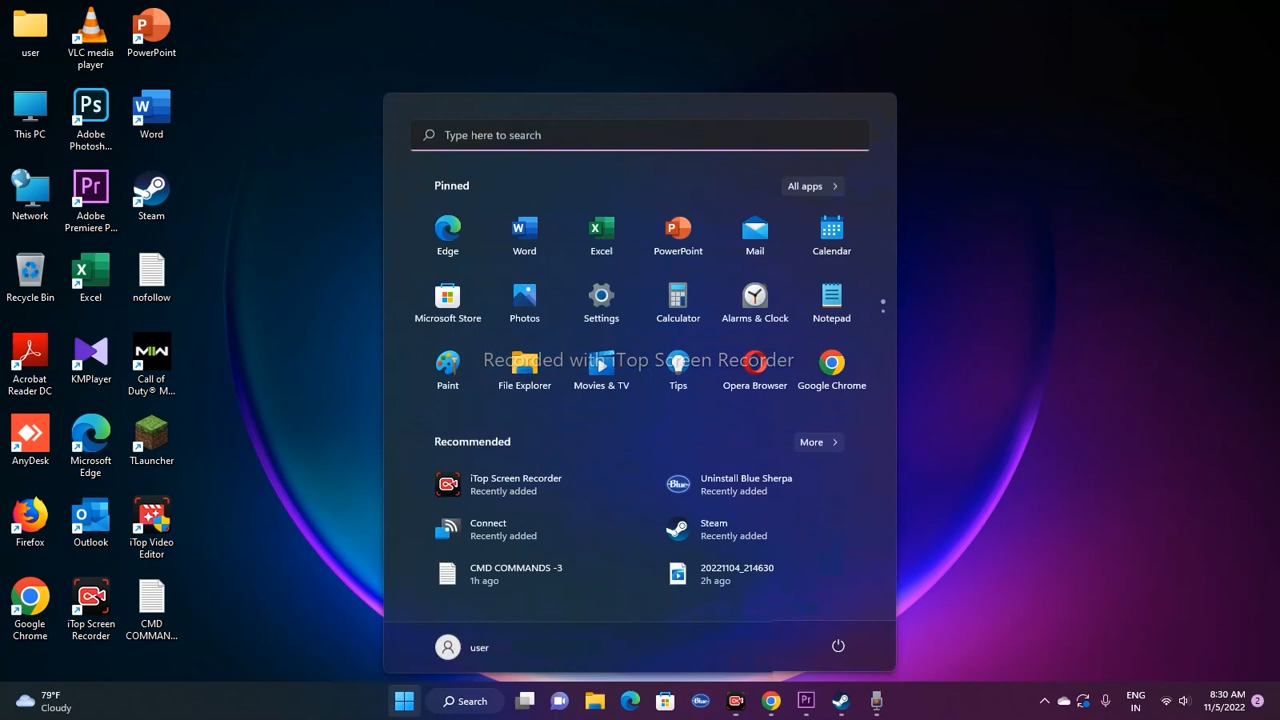 user
VLC media
player
PowerPoint
This PC
Ps
Adobe
Photosh...
Word
Network
Pr
Adobe
Premiere P...
Steam
Recycle Bin
Excel
nofollow
Acrobat
Reader DC
KMPlayer
MW
Call of
Duty® M...
AnyDesk
Microsoft
Edge
TLauncher
Firefox
Outlook
iTop Video
Editor
Google
Chrome
iTop Screen
Recorder
CMD
COMMAN...
Type here to search
Pinned
All apps
Edge
Word
Excel
PowerPoint
Mail
Calendar
Microsoft Store
Photos
Settings
Calculator
Alarms & Clock
Notepad
Recorded with iTop Screen Recorder
Paint
File Explorer
Movies & TV
Tips
Opera Browser
Google Chrome
Recommended
More
iTop Screen Recorder
Recently added
Uninstall Blue Sherpa
Recently added
Connect
Recently added
Steam
Recently added
CMD COMMANDS -3
1h ago
20221104_214630
2h ago
user
79°F
Cloudy
Search
Blue
Pr
ENG
IN
8:30 AM
11/5/2022
2